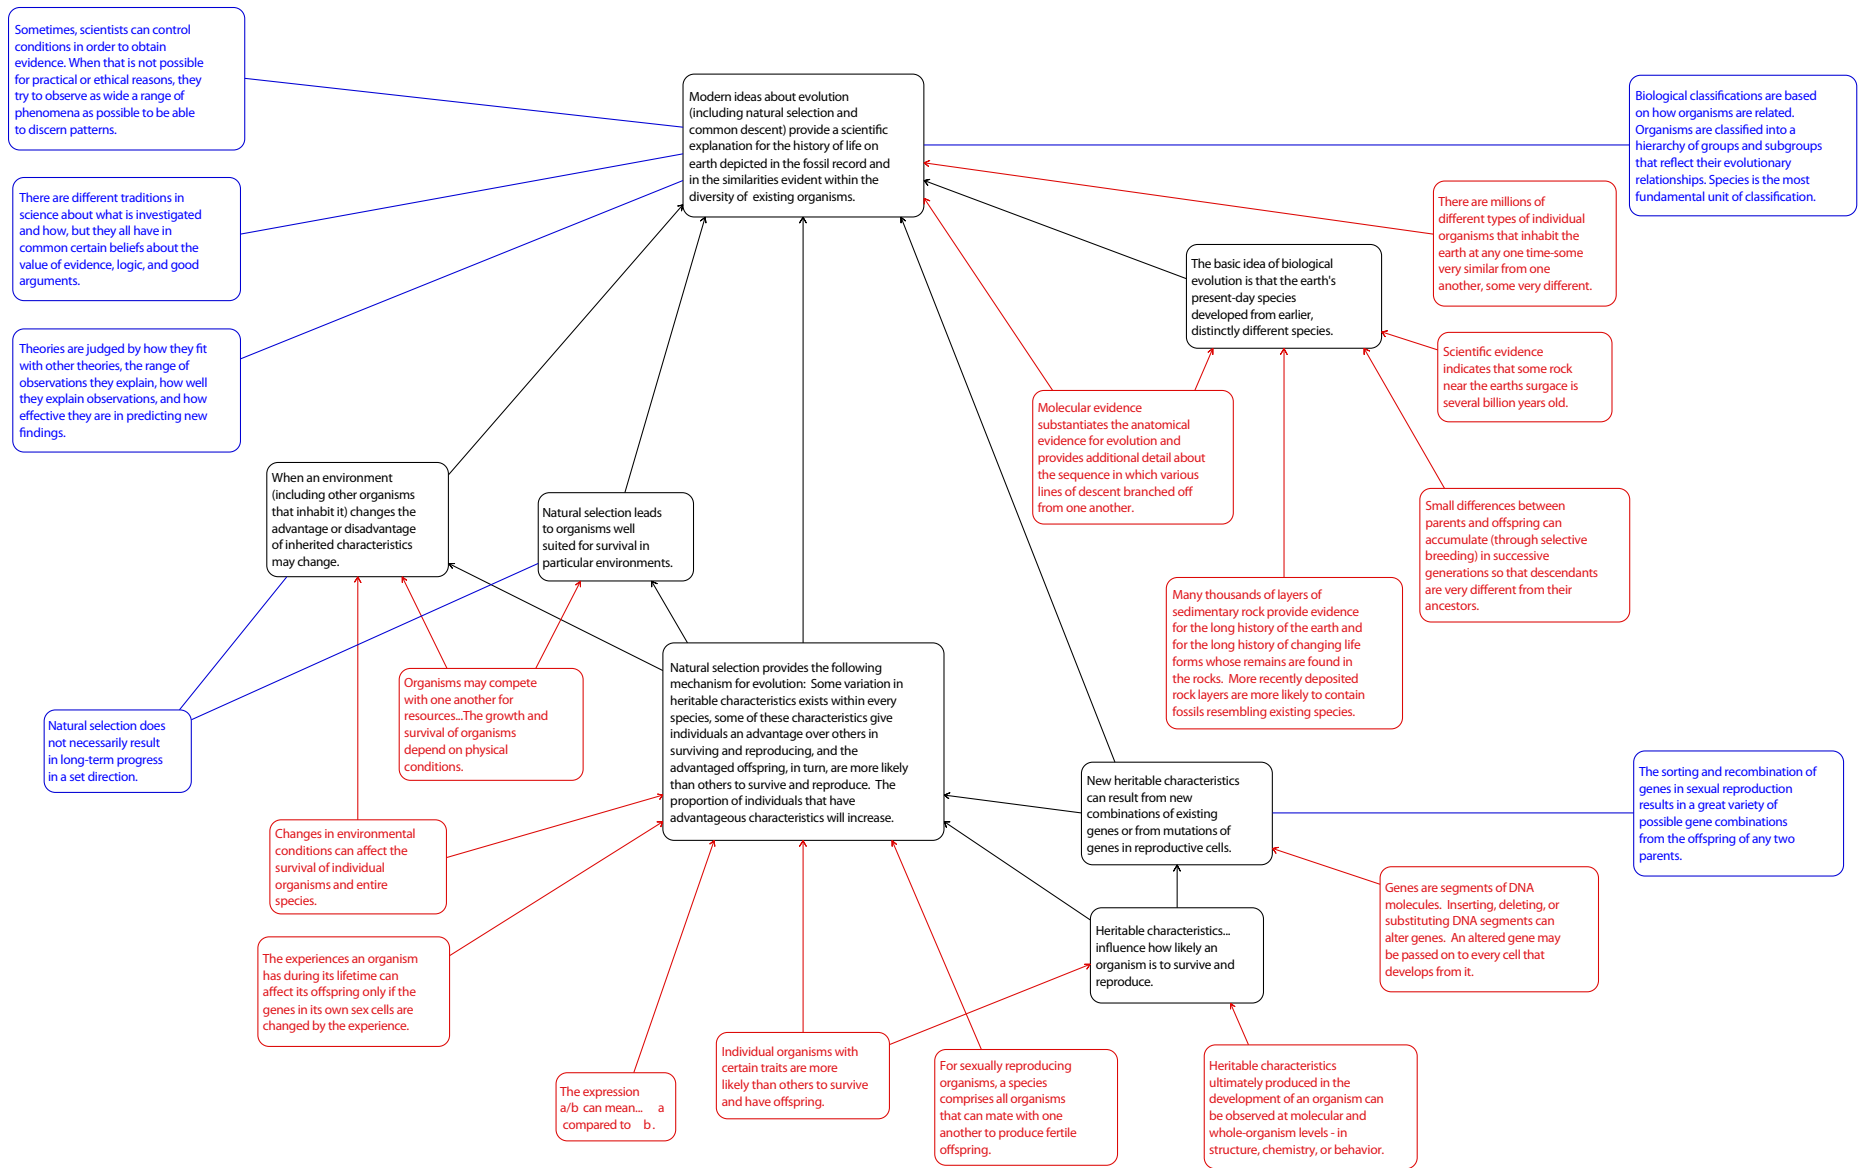 Sometimes, scientists can control
conditions in order to obtain
evidence. When that is not possible
for practical or ethical reasons, they
try to observe as wide a range of
phenomena as possible to be able
to discern patterns.
Modern ideas about evolution
(including natural selection and
common descent) provide a scientific
explanation for the history of life on
earth depicted in the fossil record and
in the similarities evident within the
diversity of existing organisms.
Biological classifications are based
on how organisms are related.
Organisms are classified into a
hierarchy of groups and subgroups
that reflect their evolutionary
relationships. Species is the most
fundamental unit of classification.
There are different traditions in
science about what is investigated
and how, but they all have in
common certain beliefs about the
value of evidence, logic, and good
arguments.
There are millions of
different types of individual
organisms that inhabit the
earth at any one time-some
very similar from one
another, some very different.
The basic idea of biological
evolution is that the earth's
present-day species
developed from earlier,
distinctly different species.
Theories are judged by how they fit
with other theories, the range of
observations they explain, how well
they explain observations, and how
effective they are in predicting new
findings.
Scientific evidence
indicates that some rock
near the earths surgace is
several billion years old.
Molecular evidence
substantiates the anatomical
evidence for evolution and
provides additional detail about
the sequence in which various
lines of descent branched off
from one another.
When an environment
(including other organisms
that inhabit it) changes the
advantage or disadvantage
of inherited characteristics
may change.
Natural selection leads
to organisms well
suited for survival in
particular environments.
Small differences between
parents and offspring can
accumulate (through selective
breeding) in successive
generations so that descendants
are very different from their
ancestors.
Many thousands of layers of
sedimentary rock provide evidence
for the long history of the earth and
for the long history of changing life
forms whose remains are found in
the rocks. More recently deposited
rock layers are more likely to contain
fossils resembling existing species.
Natural selection provides the following
mechanism for evolution: Some variation in
heritable characteristics exists within every
species, some of these characteristics give
individuals an advantage over others in
surviving and reproducing, and the
advantaged offspring, in turn, are more likely
than others to survive and reproduce. The
proportion of individuals that have
advantageous characteristics will increase.
Organisms may compete
with one another for
resources...The growth and
survival of organisms
depend on physical
conditions.
Natural selection does
not necessarily result
in long-term progress
in a set direction.
New heritable characteristics
can result from new
combinations of existing
genes or from mutations of
genes in reproductive cells.
The sorting and recombination of
genes in sexual reproduction
results in a great variety of
possible gene combinations
from the offspring of any two
parents.
Changes in environmental
conditions can affect the
survival of individual
organisms and entire
species.
Genes are segments of DNA
molecules. Inserting, deleting, or
substituting DNA segments can
alter genes. An altered gene may
be passed on to every cell that
develops from it.
Heritable characteristics...
influence how likely an
organism is to survive and
reproduce.
The experiences an organism
has during its lifetime can
affect its offspring only if the
genes in its own sex cells are
changed by the experience.
Individual organisms with
certain traits are more
likely than others to survive
and have offspring.
For sexually reproducing
organisms, a species
comprises all organisms
that can mate with one
another to produce fertile
offspring.
Heritable characteristics
ultimately produced in the
development of an organism can
be observed at molecular and
whole-organism levels - in
structure, chemistry, or behavior.
The expression
a/b can mean... a
compared to b.